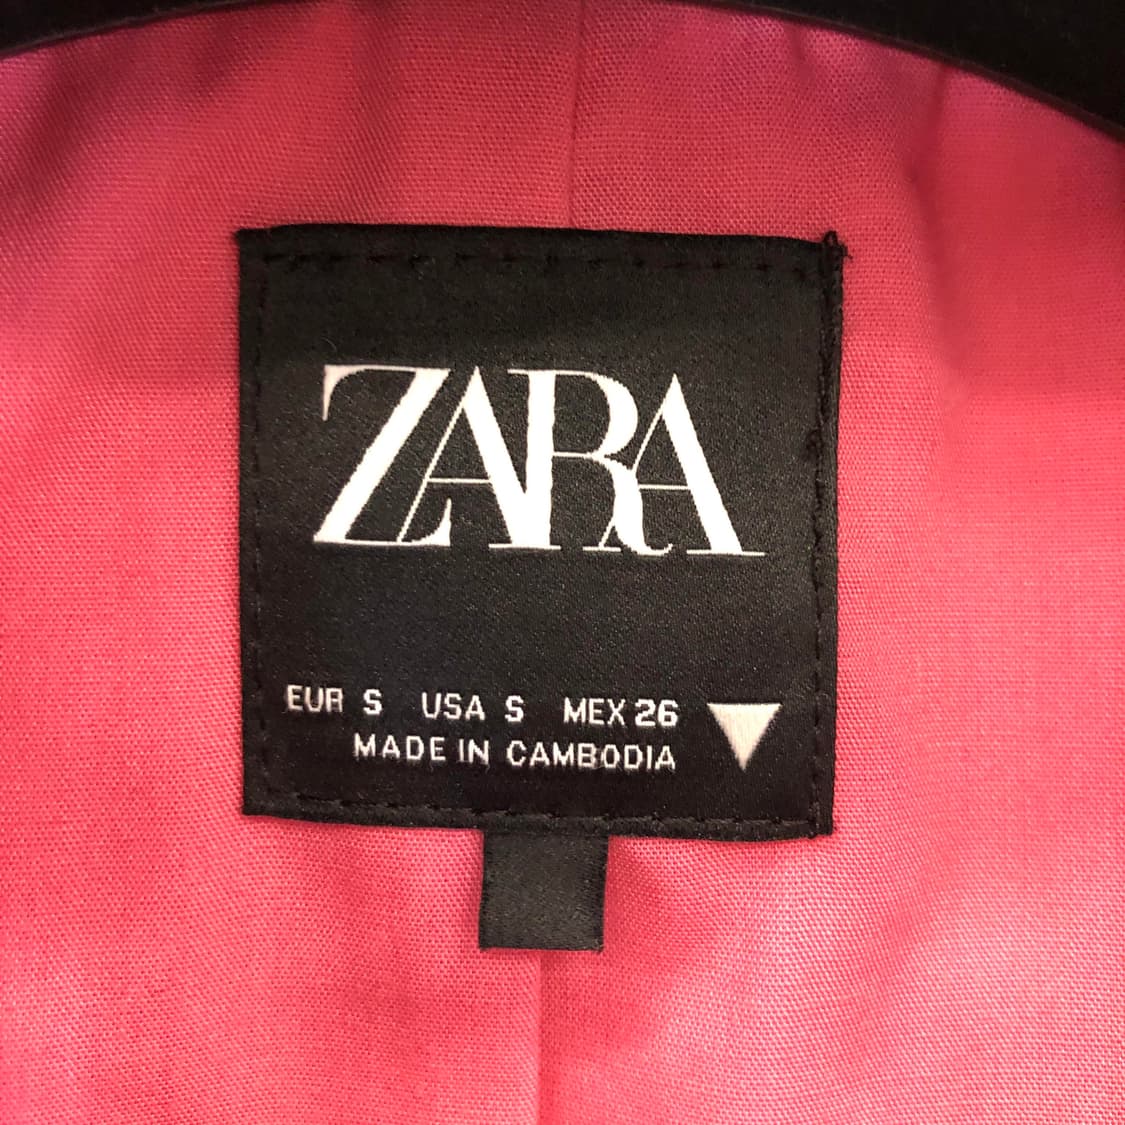 ZARA
EUR S USA S MEX 26
MADE IN CAMBODIA